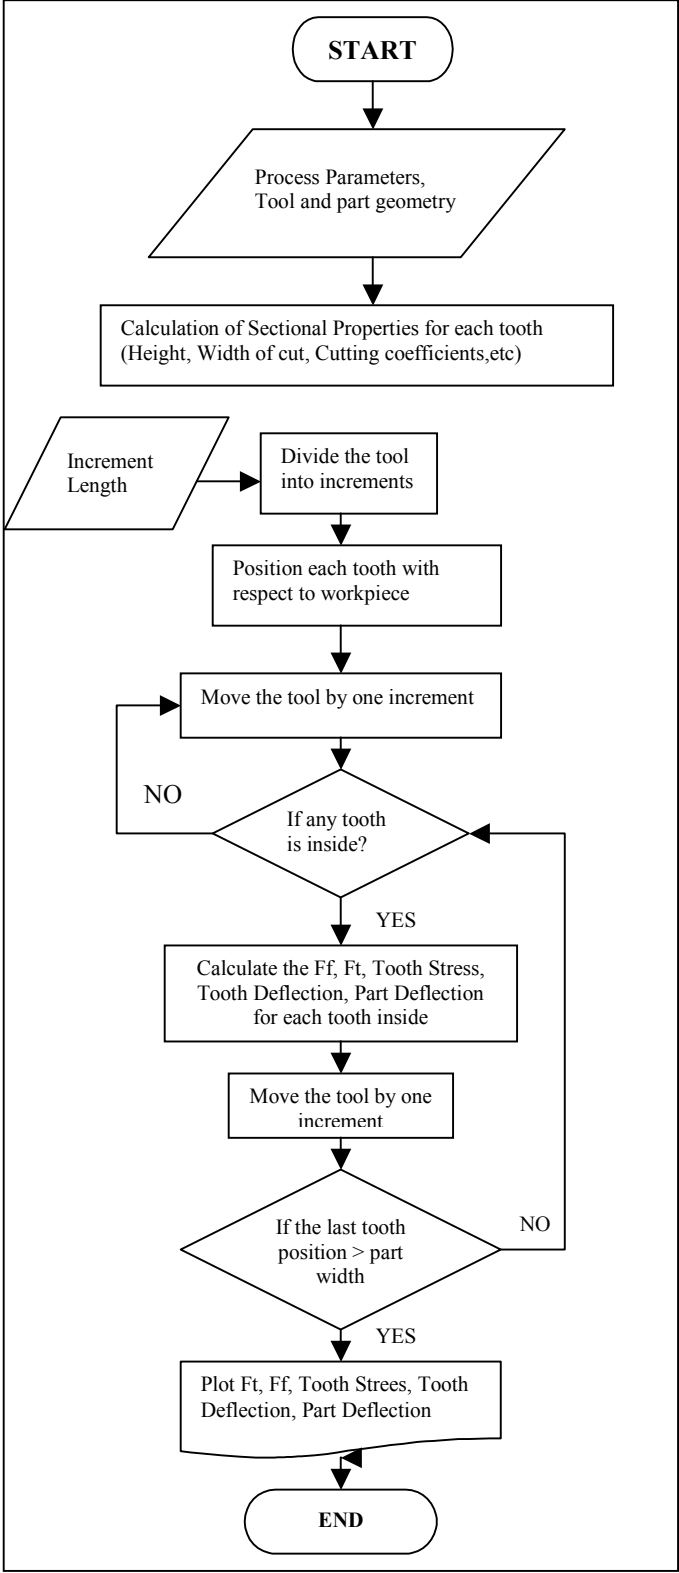 START
Process Parameters,
Tool and part geometry
Calculation of Sectional Properties for each tooth
(Height, Width of cut, Cutting coefficients,etc)
Increment
Length
Divide the tool
into increments
Position each tooth with
respect to workpiece
Move the tool by one increment
NO
If any tooth
is inside?
YES
Calculate the Ff, Ft, Tooth Stress,
Tooth Deflection, Part Deflection
for each tooth inside
Move the tool by one
increment
If the last tooth
position > part
width
NO
YES
Plot Ft, Ff, Tooth Strees, Tooth
Deflection, Part Deflection
END